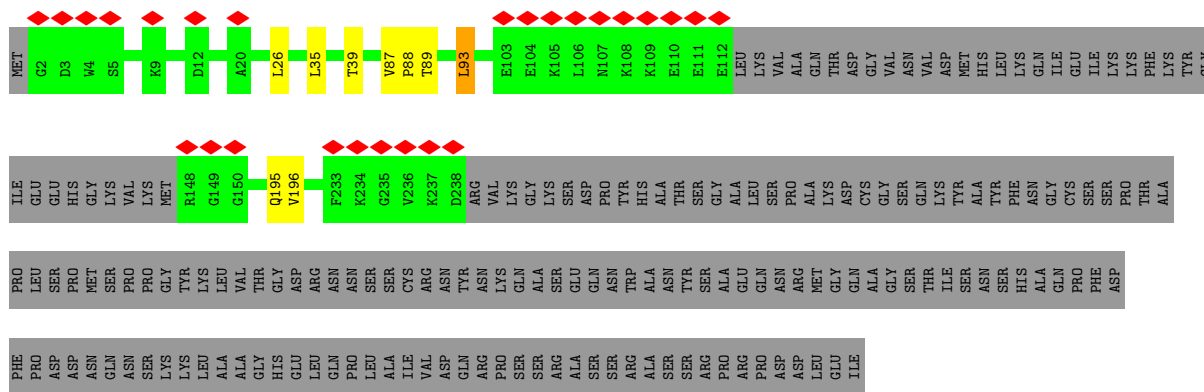 MET G2 D3 W4 S5 K9 D12 A20 L26 L35 T39 V87 P88 T89 L93 E103 E104 K105 L106 N107 K108 K109 E110 E111 E112 LEU LYS VAL ALA GLN THR ASP GLY VAL ASN VAL ASP MET HIS LEU LYS GLN ILE GLU ILE LYS LYS PHE LYS TYR
ILE GLU GLU HIS GLY LYS VAL LYS MET R148 G149 G150 Q195 V196 F233 K234 G235 V236 K237 D238 ARG VAL LYS GLY LYS SER ASP PRO TYR HIS ALA THR SER GLY ALA LEU SER PRO ALA LYS ASP CYS GLY SER GLN LYS TYR ALA TYR PHE ASN GLY CYS SER SER PRO THR ALA
PRO LEU SER PRO MET SER PRO PRO GLY TYR LYS LEU VAL THR GLY ASP ARG ASN ASN SER SER CYS ARG ASN TYR ASN LYS GLN ALA SER GLU GLN ASN TRP ALA ASN TYR SER ALA GLU GLN ASN ARG MET GLY GLN ALA GLY SER THR ILE SER ASN SER HIS ALA GLN PRO PHE ASP
PHE PRO ASP ASP ASN GLN ASN SER LYS LYS LEU ALA ALA GLY HIS GLU LEU GLN PRO LEU ALA ILE VAL ASP GLN ARG PRO SER SER ARG ALA SER SER ARG ALA SER SER ARG PRO ARG PRO ASP ASP LEU GLU ILE